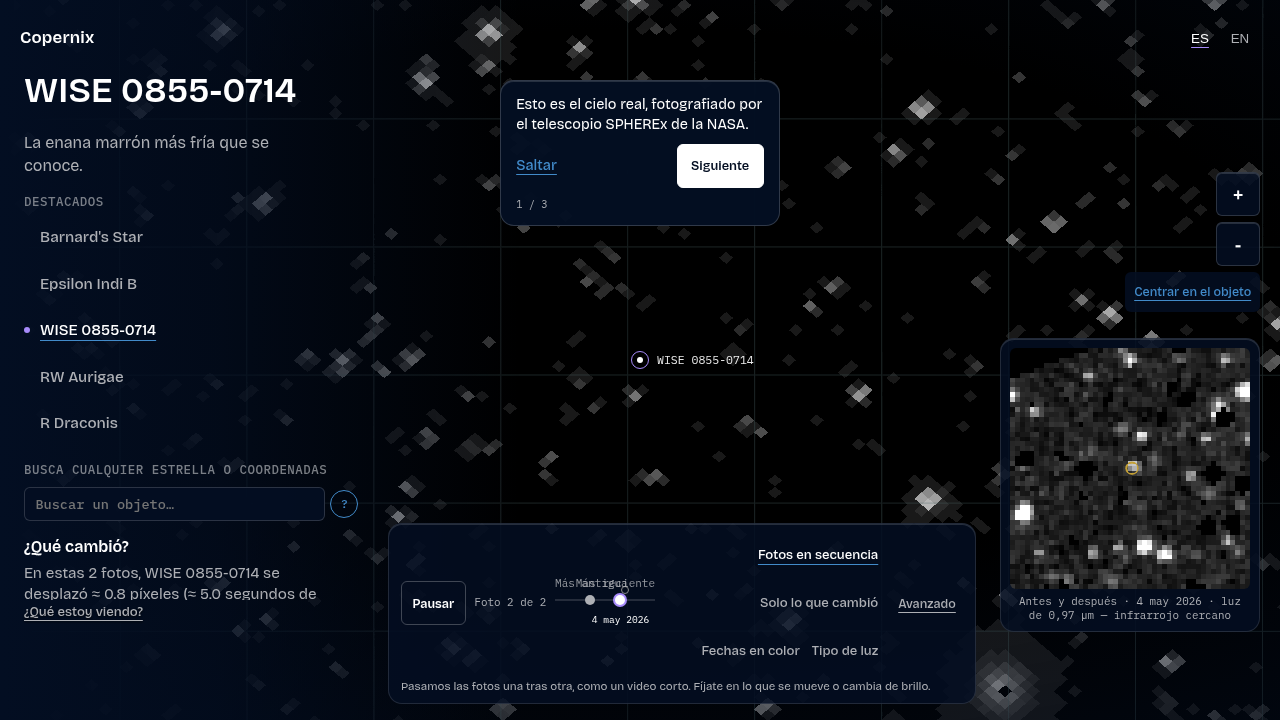 Copernix
ES EN
WISE 0855-0714
La enana marrón más fría que se
conoce.
DESTACADOS
Barnard's Star
Epsilon Indi B
WISE 0855-0714
RW Aurigae
R Draconis
BUSCA CUALQUIER ESTRELLA O COORDENADAS
Buscar un objeto…
?
¿Qué cambió?
En estas 2 fotos, WISE 0855-0714 se
desplazó ≈ 0.8 píxeles (≈ 5.0 segundos de
¿Qué estoy viendo?
Esto es el cielo real, fotografiado por
el telescopio SPHEREx de la NASA.
Saltar
Siguiente
1 / 3
WISE 0855-0714
+
-
Centrar en el objeto
Antes y después · 4 may 2026 · luz
de 0,97 µm — infrarrojo cercano
Pausar
Foto 2 de 2
Más antigua
Más reciente
4 may 2026
Fotos en secuencia
Solo lo que cambió
Avanzado
Fechas en color
Tipo de luz
Pasamos las fotos una tras otra, como un video corto. Fíjate en lo que se mueve o cambia de brillo.